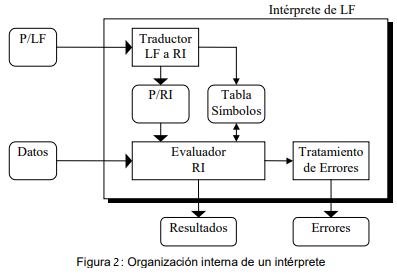 Intérprete de LF
P/LF
Traductor
LF a RI
P/RI
Tabla
Símbolos
Datos
Evaluador
RI
Tratamiento
de Errores
Resultados
Errores
Figura 2: Organización interna de un intérprete